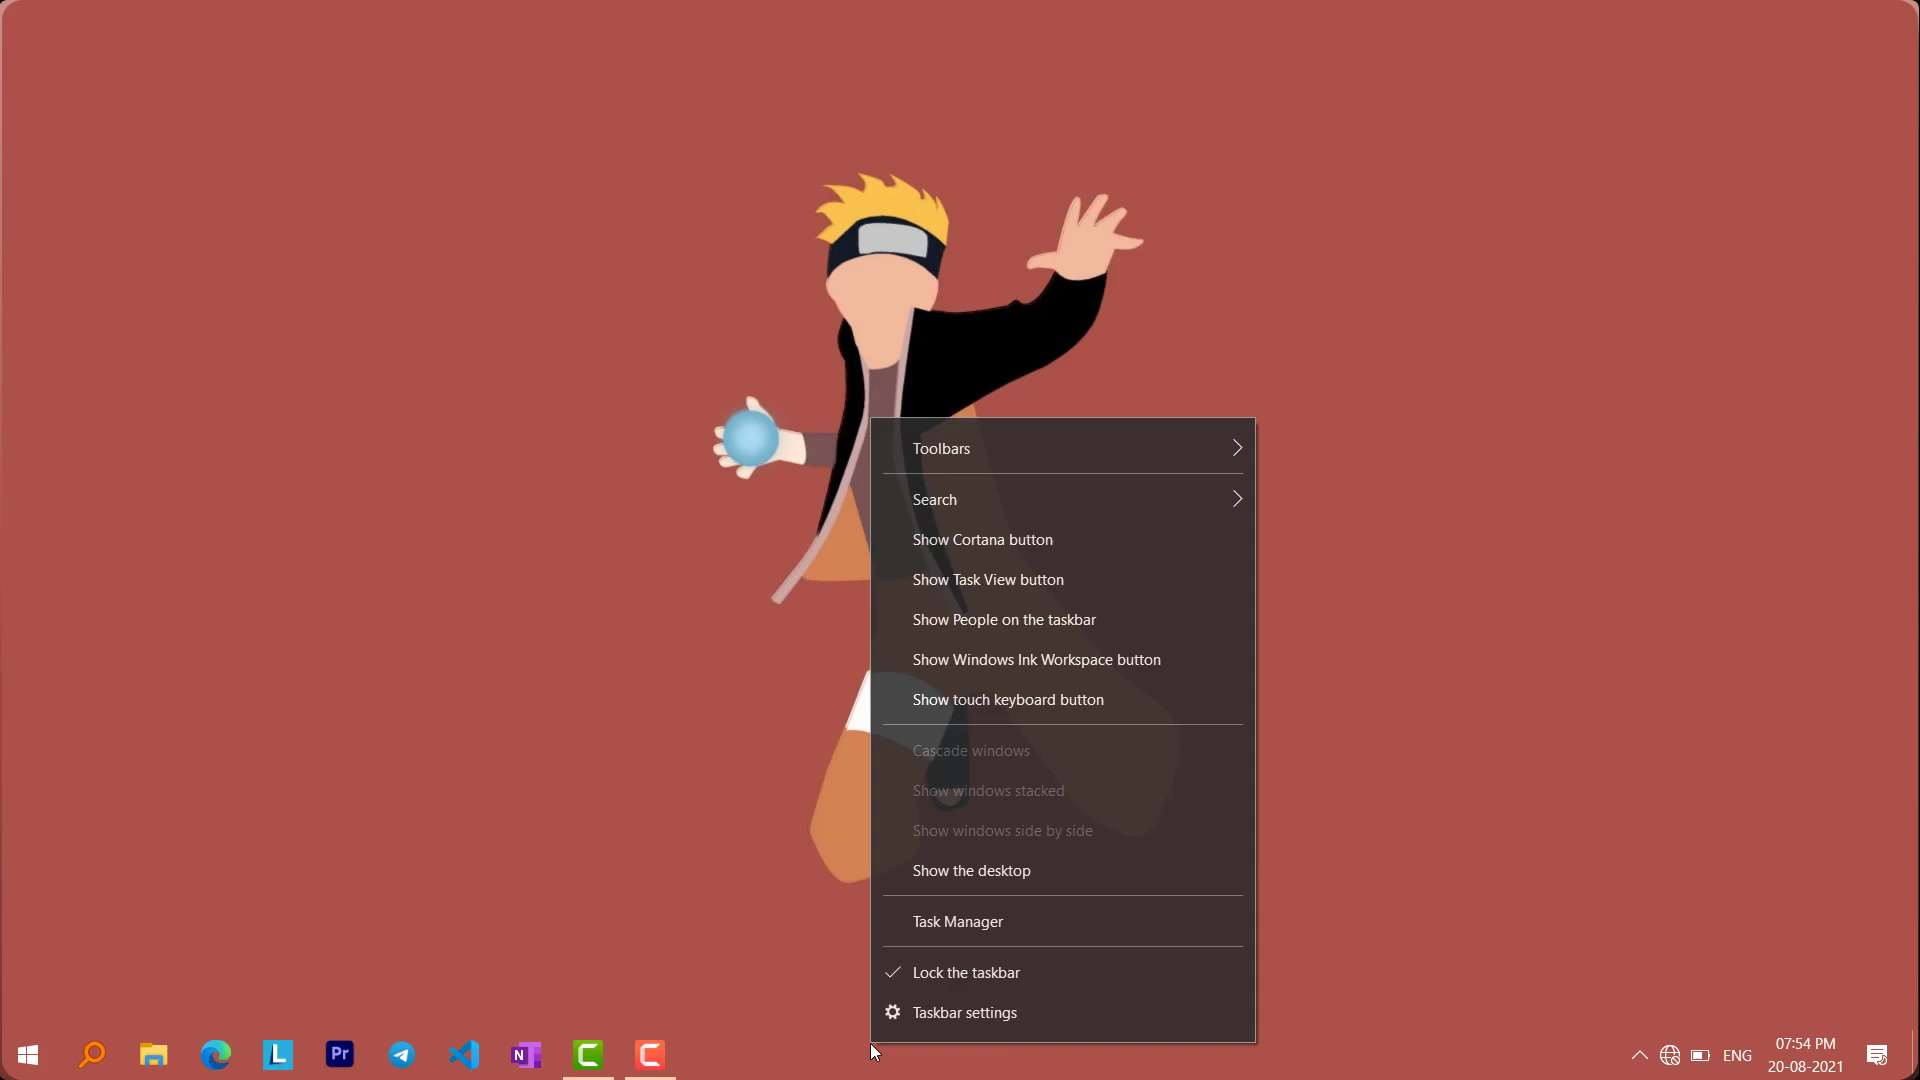 Toolbars
Search
Show Cortana button
Show Task View button
Show People on the taskbar
Show Windows Ink Workspace button
Show touch keyboard button
Cascade windows
Show windows stacked
Show windows side by side
Show the desktop
Task Manager
Lock the taskbar
Taskbar settings
L
Pr
N
C
C
ENG
07:54 PM
20-08-2021